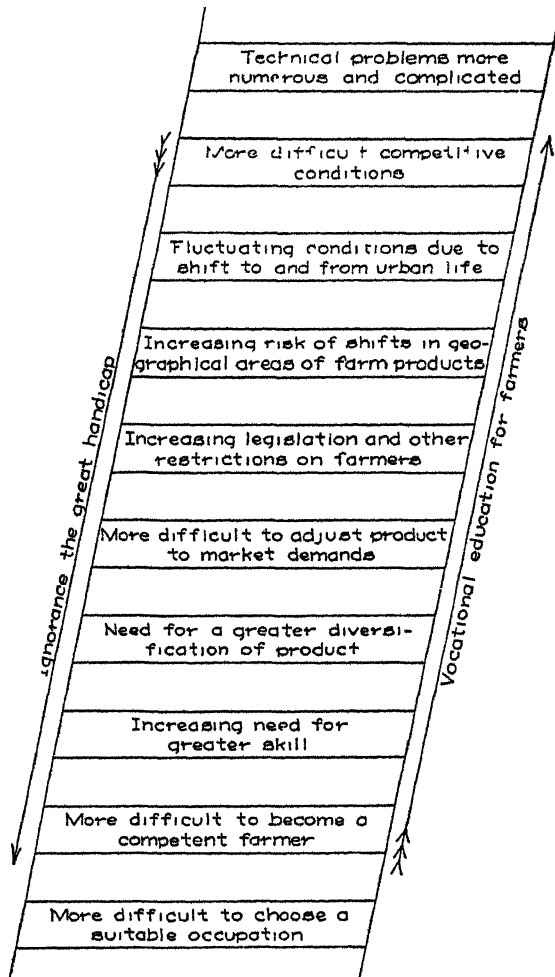 Technical problems more
numerous and complicated
More difficult competitive
conditions
Fluctuating conditions due to
shift to and from urban life
Increasing risk of shifts in geo-
graphical areas of farm products
Increasing legislation and other
restrictions on farmers
More difficult to adjust product
to market demands
Need for a greater diversi-
fication of product
Increasing need for
greater skill
More difficult to become a
competent farmer
More difficult to choose a
suitable occupation
Ignorance the great handicap
Vocational education for farmers